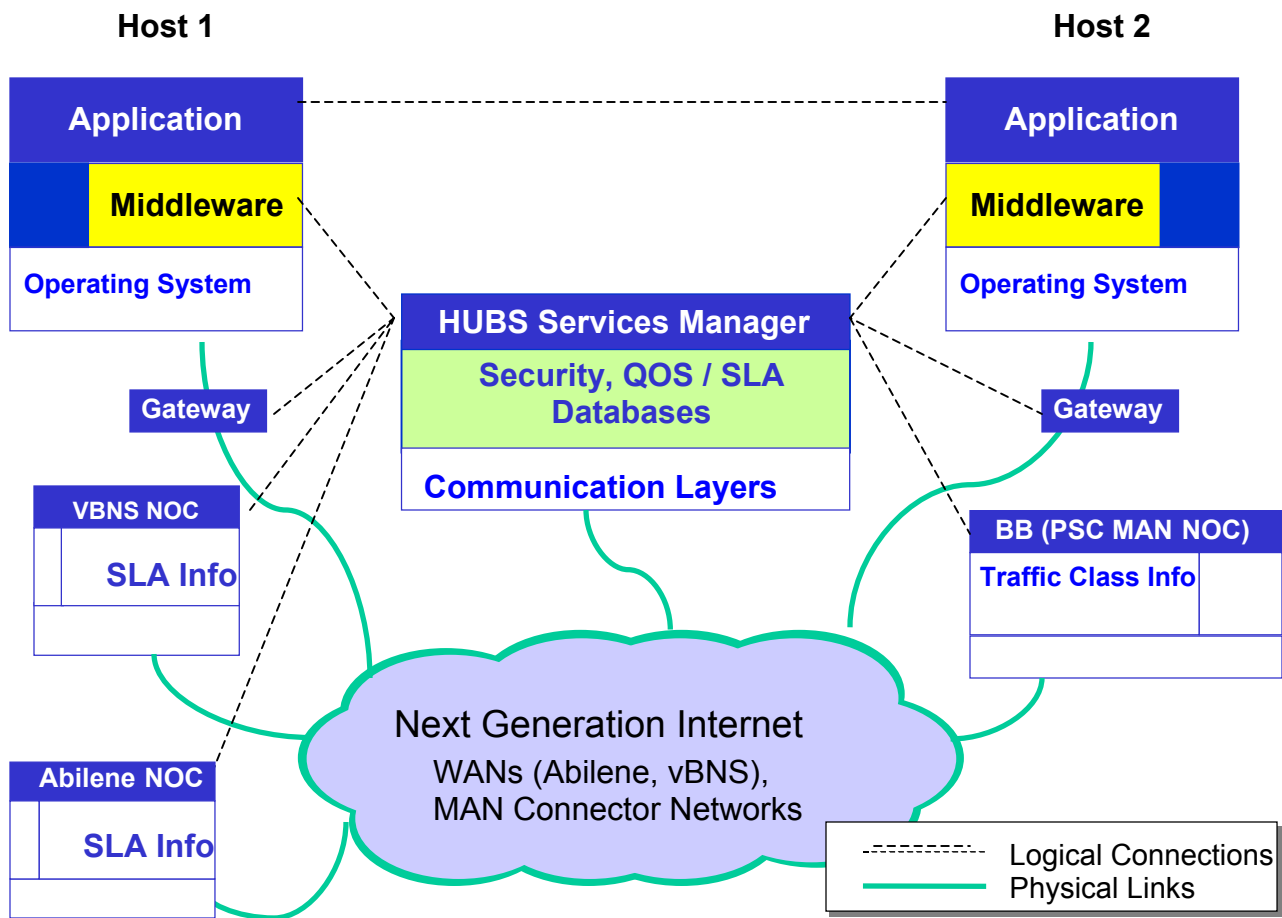 Host 1
Host 2
Application
Middleware
Operating System
Application
Middleware
Operating System
HUBS Services Manager
Security, QOS / SLA
Databases
Communication Layers
Gateway
Gateway
VBNS NOC
SLA Info
BB (PSC MAN NOC)
Traffic Class Info
Abilene NOC
SLA Info
Next Generation Internet
WANs (Abilene, vBNS),
MAN Connector Networks
Logical Connections
Physical Links